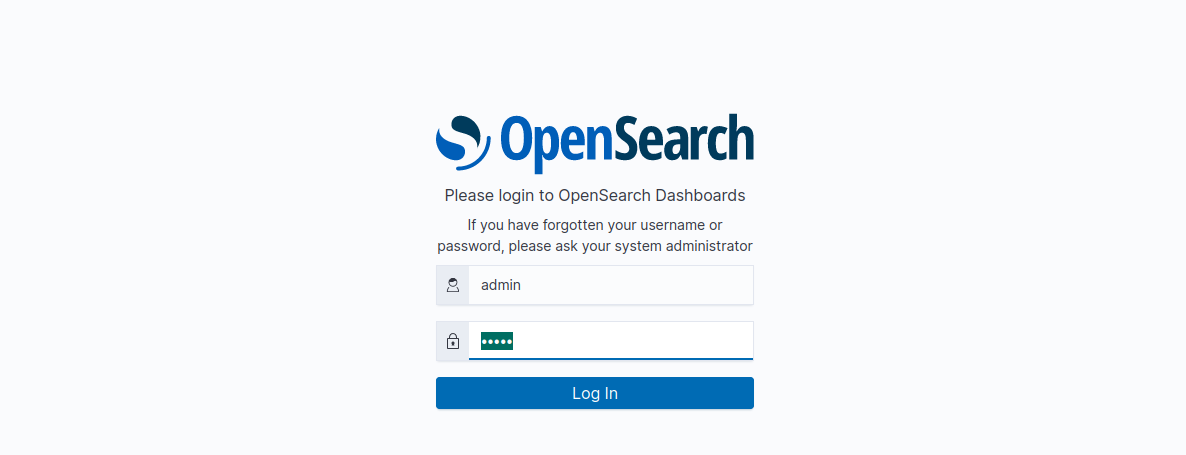 OpenSearch
Please login to OpenSearch Dashboards
If you have forgotten your username or
password, please ask your system administrator
admin
•••••
Log In